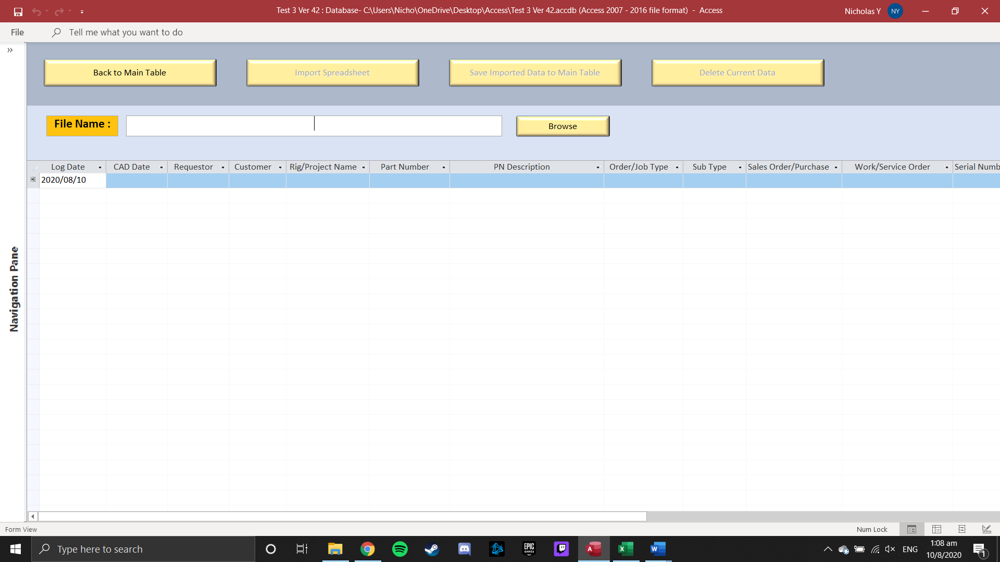 Test 3 Ver 42 : Database- C:\Users\Nicho\OneDrive\Desktop\Access\Test 3 Ver 42.accdb (Access 2007 - 2016 file format)  -  Access
Nicholas Y NY
File Tell me what you want to do
Back to Main Table Import Spreadsheet Save Imported Data to Main Table Delete Current Data
File Name : Browse
Log Date CAD Date Requestor Customer Rig/Project Name Part Number PN Description Order/Job Type Sub Type Sales Order/Purchase Work/Service Order Serial Numb
2020/08/10
Navigation Pane
Form View Num Lock
Type here to search EPIC GAMES A X W ENG 1:08 am
10/8/2020 1